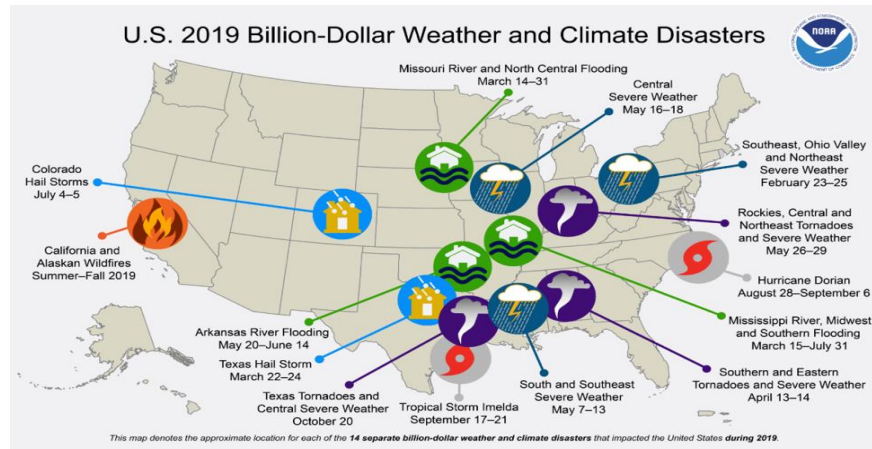 U.S. 2019 Billion-Dollar Weather and Climate Disasters
NOAA
Missouri River and North Central Flooding
March 14–31
Central
Severe Weather
May 16–18
Southeast, Ohio Valley
and Northeast
Severe Weather
February 23–25
Colorado
Hail Storms
July 4–5
Rockies, Central and
Northeast Tornadoes
and Severe Weather
May 26–29
California and
Alaskan Wildfires
Summer–Fall 2019
Hurricane Dorian
August 28–September 6
Arkansas River Flooding
May 20–June 14
Mississippi River, Midwest
and Southern Flooding
March 15–July 31
Texas Hail Storm
March 22–24
Texas Tornadoes and
Central Severe Weather
October 20
Tropical Storm Imelda
September 17–21
South and Southeast
Severe Weather
May 7–13
Southern and Eastern
Tornadoes and Severe Weather
April 13–14
This map denotes the approximate location for each of the 14 separate billion-dollar weather and climate disasters that impacted the United States during 2019.